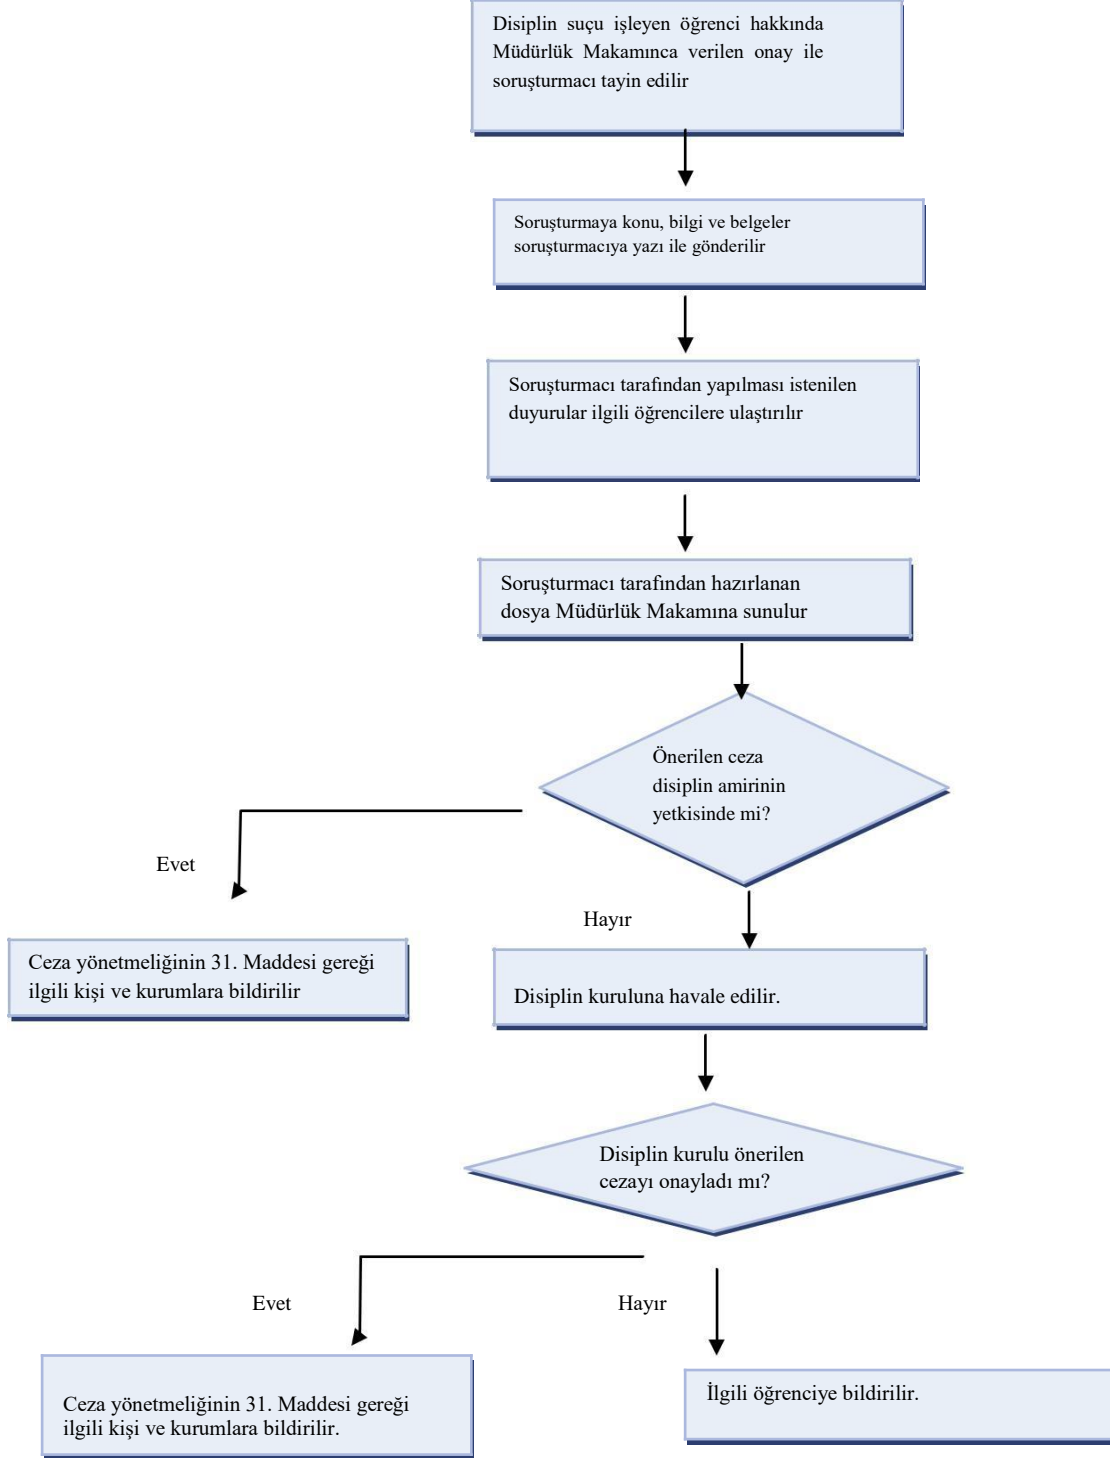 Disiplin suçu işleyen öğrenci hakkında
Müdürlük Makamınca verilen onay ile
soruşturmacı tayin edilir
Soruşturmaya konu, bilgi ve belgeler
soruşturmacıya yazı ile gönderilir
Soruşturmacı tarafından yapılması istenilen
duyurular ilgili öğrencilere ulaştırılır
Soruşturmacı tarafından hazırlanan
dosya Müdürlük Makamına sunulur
Önerilen ceza
disiplin amirinin
yetkisinde mi?
Evet
Hayır
Ceza yönetmeliğinin 31. Maddesi gereği
ilgili kişi ve kurumlara bildirilir
Disiplin kuruluna havale edilir.
Disiplin kurulu önerilen
cezayı onayladı mı?
Evet
Hayır
Ceza yönetmeliğinin 31. Maddesi gereği
ilgili kişi ve kurumlara bildirilir.
İlgili öğrenciye bildirilir.